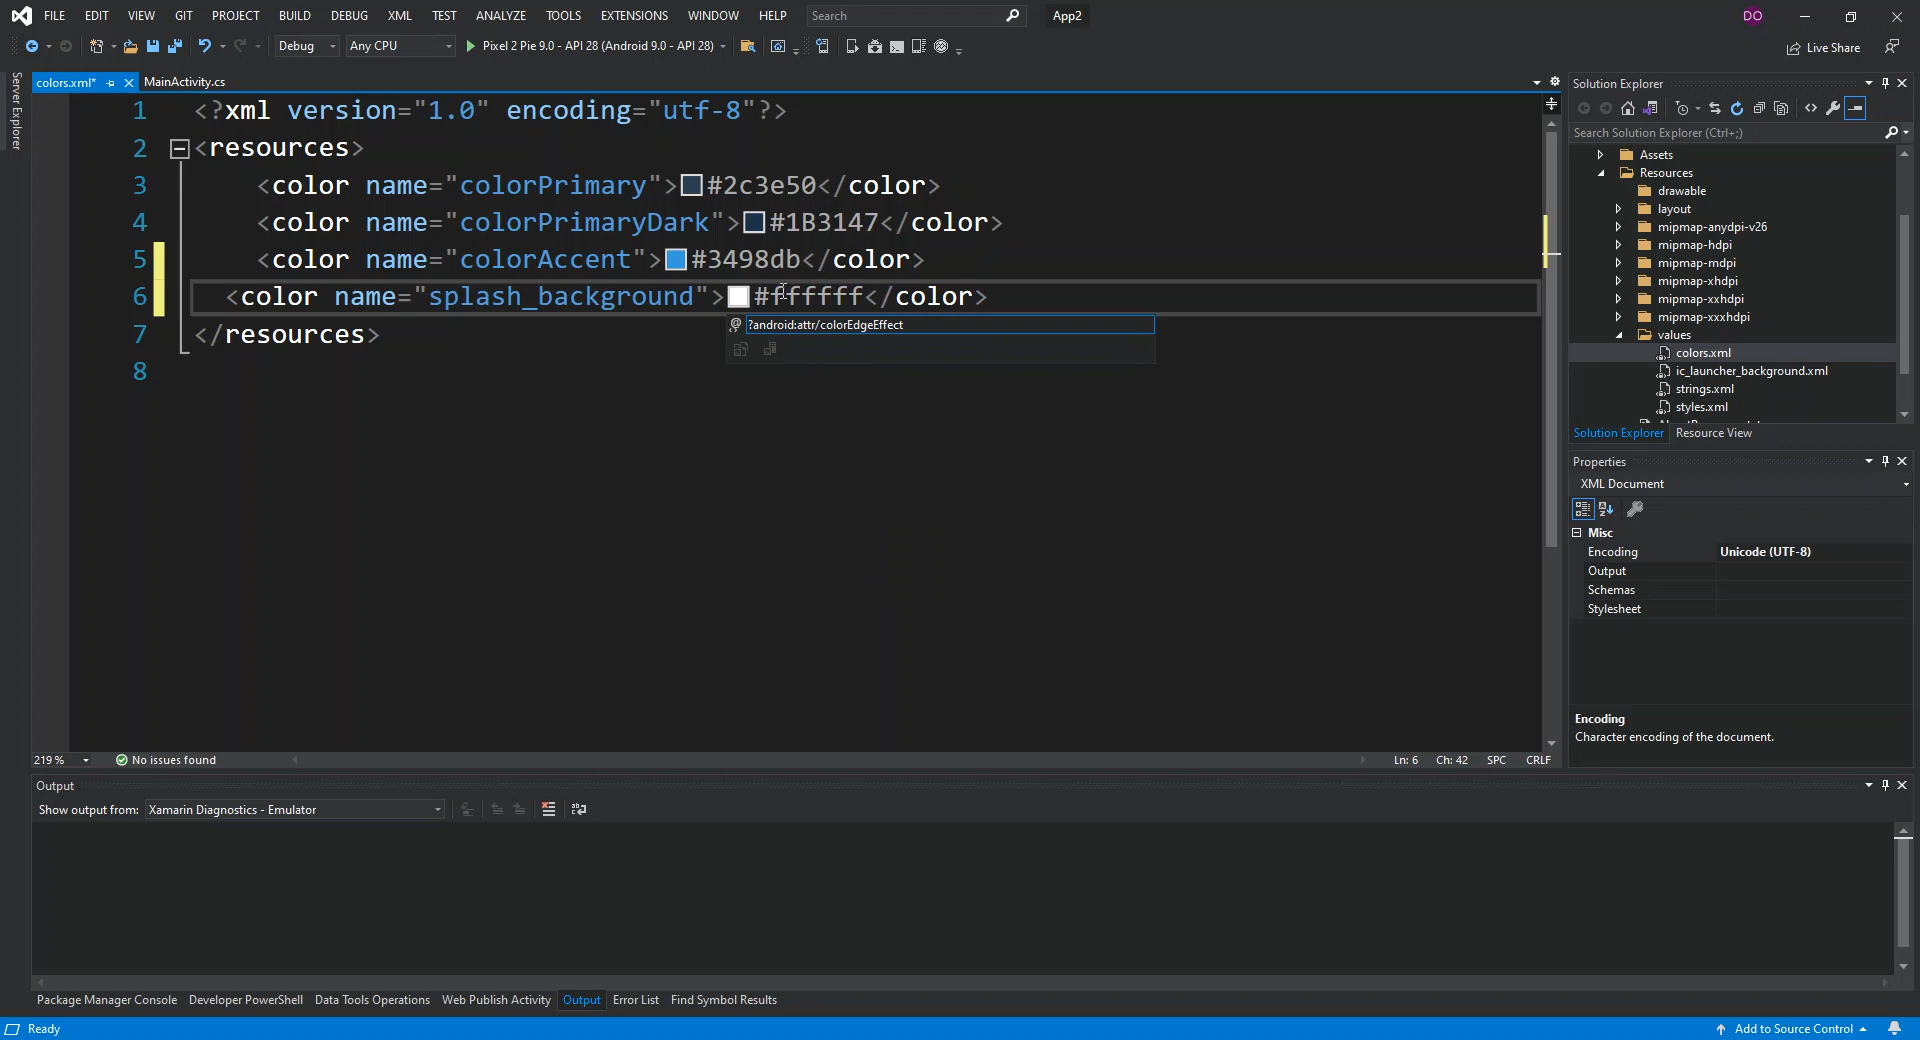 FILE EDIT VIEW GIT PROJECT BUILD DEBUG XML TEST ANALYZE TOOLS EXTENSIONS WINDOW HELP Search App2 DO
Debug Any CPU Pixel 2 Pie 9.0 - API 28 (Android 9.0 - API 28) Live Share
Server Explorer
colors.xml* MainActivity.cs
1 <?xml version="1.0" encoding="utf-8"?>
2 <resources>
3 <color name="colorPrimary">#2c3e50</color>
4 <color name="colorPrimaryDark">#1B3147</color>
5 <color name="colorAccent">#3498db</color>
6 <color name="splash_background">#ffffff</color>
?android:attr/colorEdgeEffect
7 </resources>
8
219 % No issues found Ln: 6 Ch: 42 SPC CRLF
Solution Explorer
Search Solution Explorer (Ctrl+;)
Assets
Resources
drawable
layout
mipmap-anydpi-v26
mipmap-hdpi
mipmap-mdpi
mipmap-xhdpi
mipmap-xxhdpi
mipmap-xxxhdpi
values
colors.xml
ic_launcher_background.xml
strings.xml
styles.xml
Solution Explorer Resource View
Properties
XML Document
Misc
Encoding Unicode (UTF-8)
Output
Schemas
Stylesheet
Encoding
Character encoding of the document.
Output
Show output from: Xamarin Diagnostics - Emulator
Package Manager Console Developer PowerShell Data Tools Operations Web Publish Activity Output Error List Find Symbol Results
Ready Add to Source Control